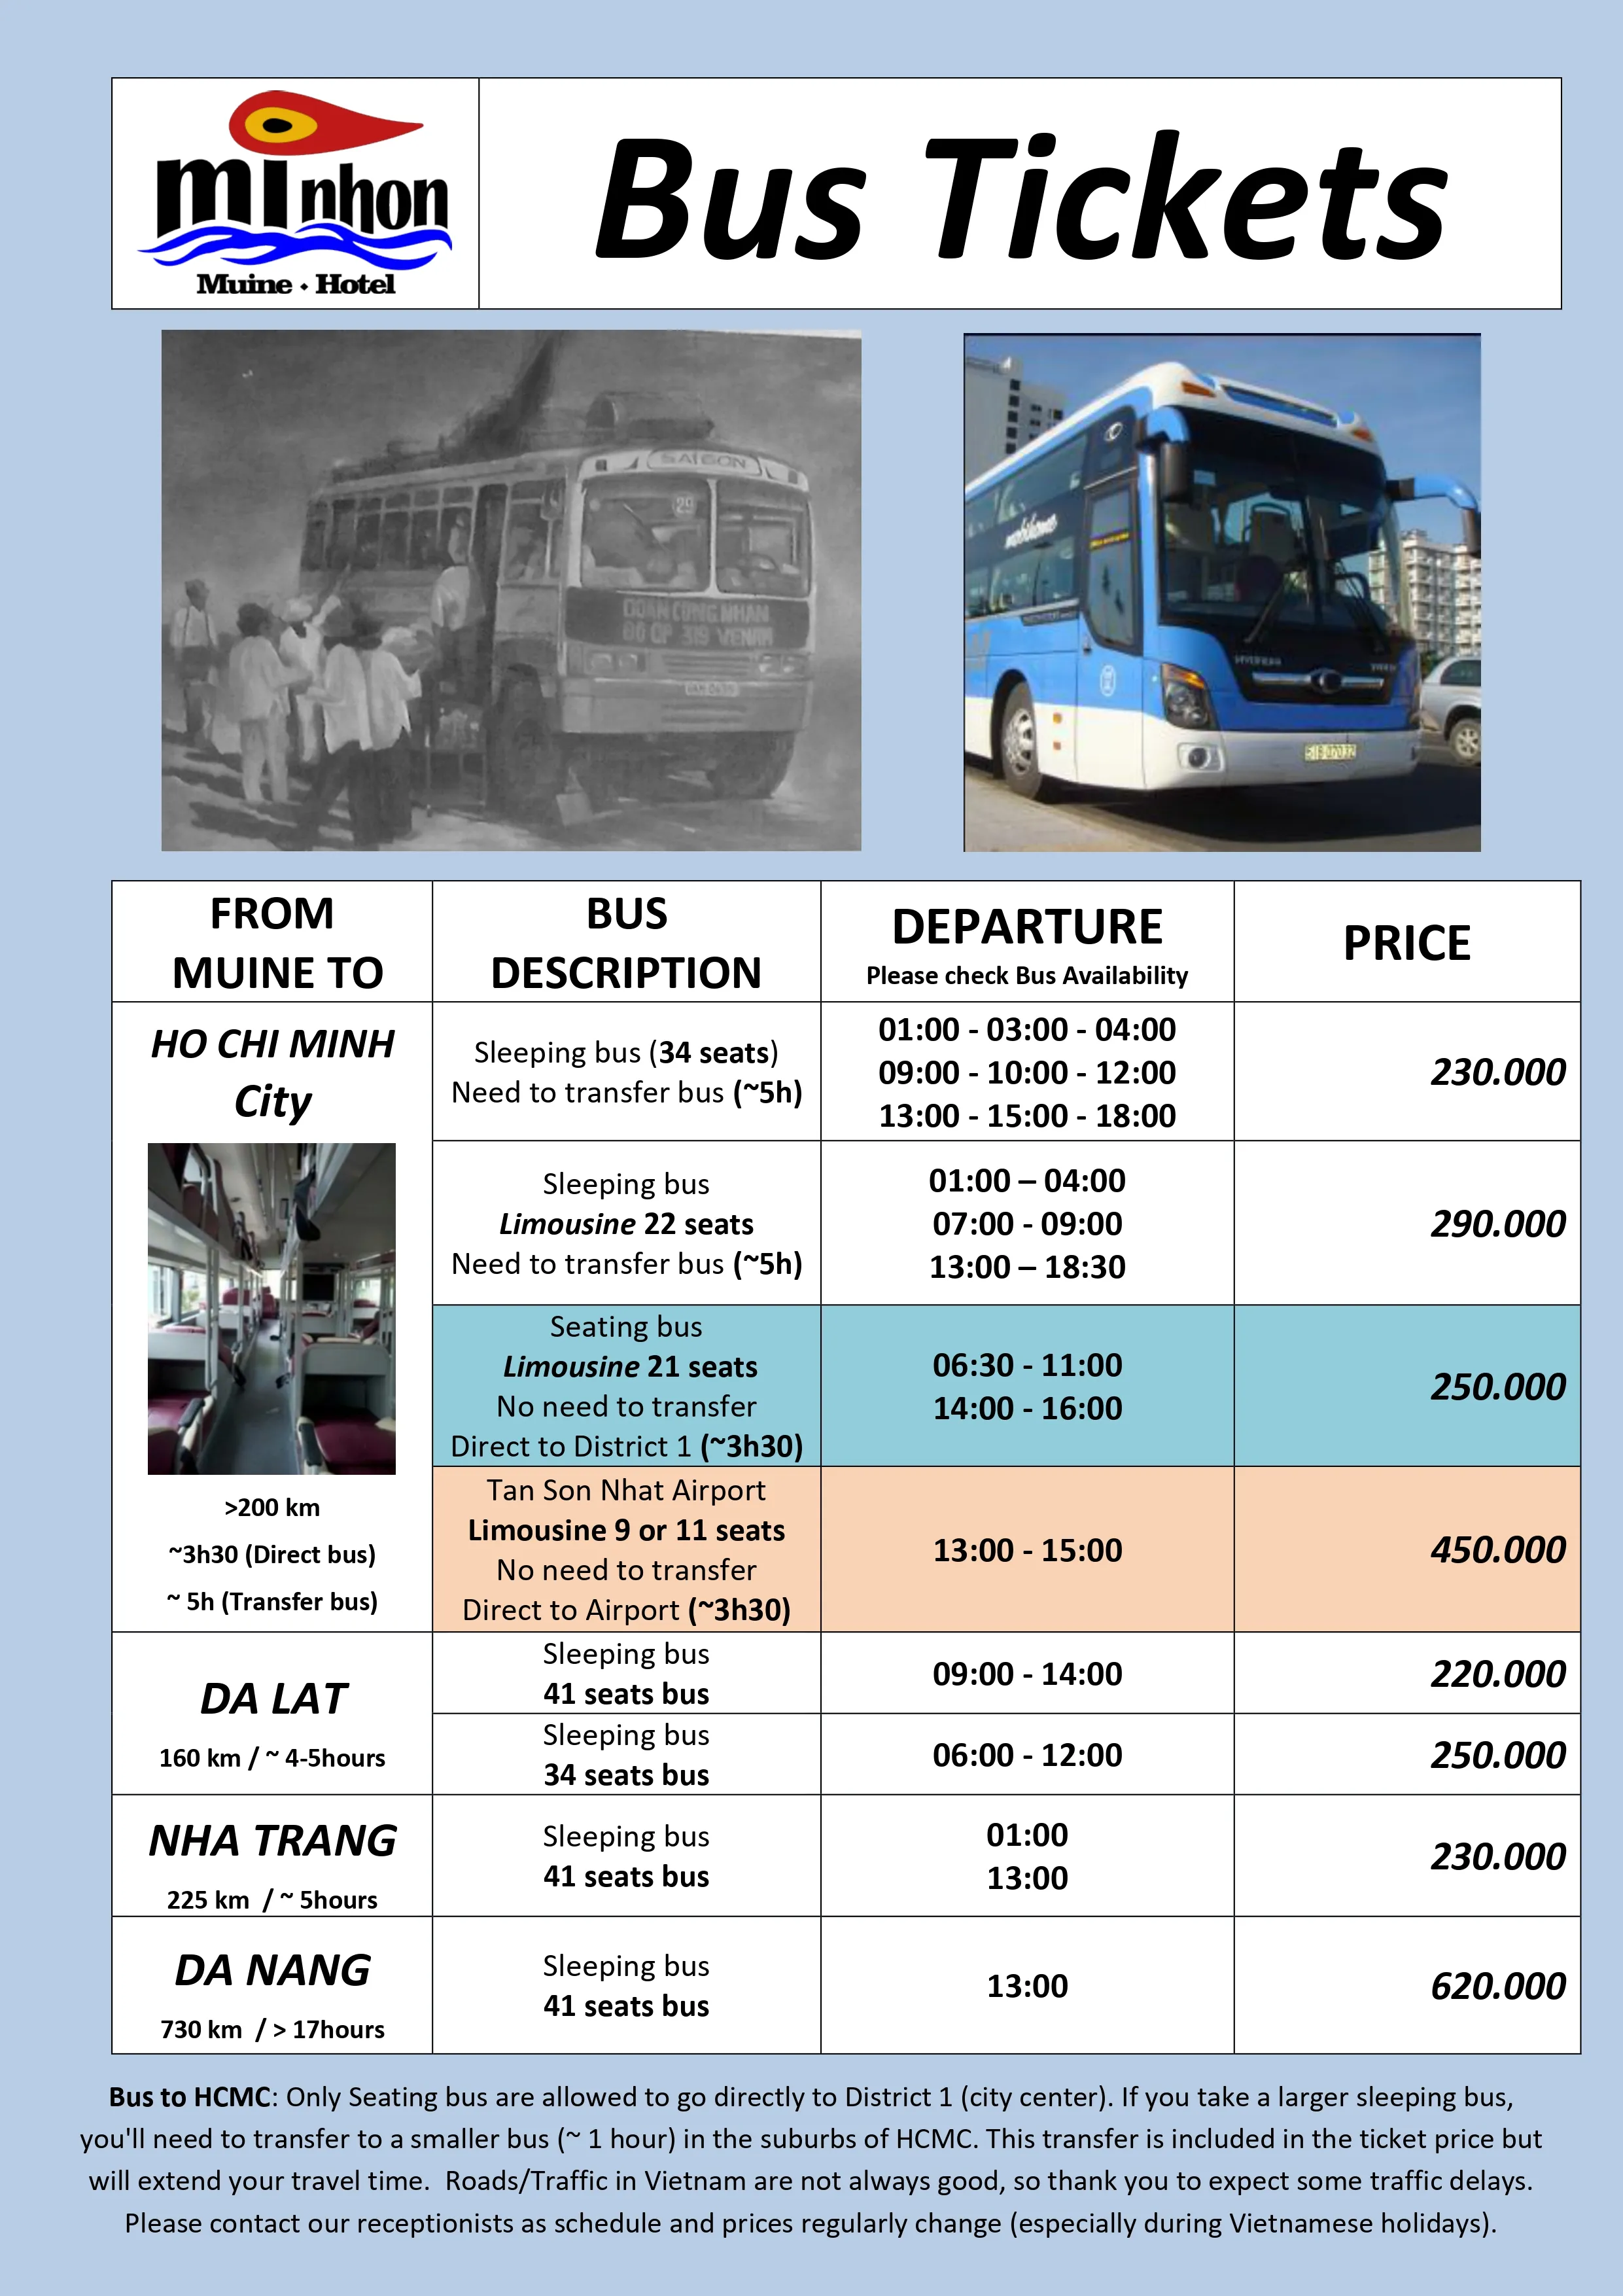 minhon
Muine • Hotel
Bus Tickets
SAIGON
29
DOAN CONG NHAN
mobihome
HYUNDAI
51B-070.32
FROM
MUINE TO
BUS
DESCRIPTION
DEPARTURE
Please check Bus Availability
PRICE
HO CHI MINH
City
>200 km
~3h30 (Direct bus)
~ 5h (Transfer bus)
Sleeping bus (34 seats)
Need to transfer bus (~5h)
01:00 - 03:00 - 04:00
09:00 - 10:00 - 12:00
13:00 - 15:00 - 18:00
230.000
Sleeping bus
Limousine 22 seats
Need to transfer bus (~5h)
01:00 – 04:00
07:00 - 09:00
13:00 – 18:30
290.000
Seating bus
Limousine 21 seats
No need to transfer
Direct to District 1 (~3h30)
06:30 - 11:00
14:00 - 16:00
250.000
Tan Son Nhat Airport
Limousine 9 or 11 seats
No need to transfer
Direct to Airport (~3h30)
13:00 - 15:00
450.000
DA LAT
160 km / ~ 4-5hours
Sleeping bus
41 seats bus
09:00 - 14:00
220.000
Sleeping bus
34 seats bus
06:00 - 12:00
250.000
NHA TRANG
225 km / ~ 5hours
Sleeping bus
41 seats bus
01:00
13:00
230.000
DA NANG
730 km / > 17hours
Sleeping bus
41 seats bus
13:00
620.000
Bus to HCMC: Only Seating bus are allowed to go directly to District 1 (city center). If you take a larger sleeping bus,
you'll need to transfer to a smaller bus (~ 1 hour) in the suburbs of HCMC. This transfer is included in the ticket price but
will extend your travel time. Roads/Traffic in Vietnam are not always good, so thank you to expect some traffic delays.
Please contact our receptionists as schedule and prices regularly change (especially during Vietnamese holidays).